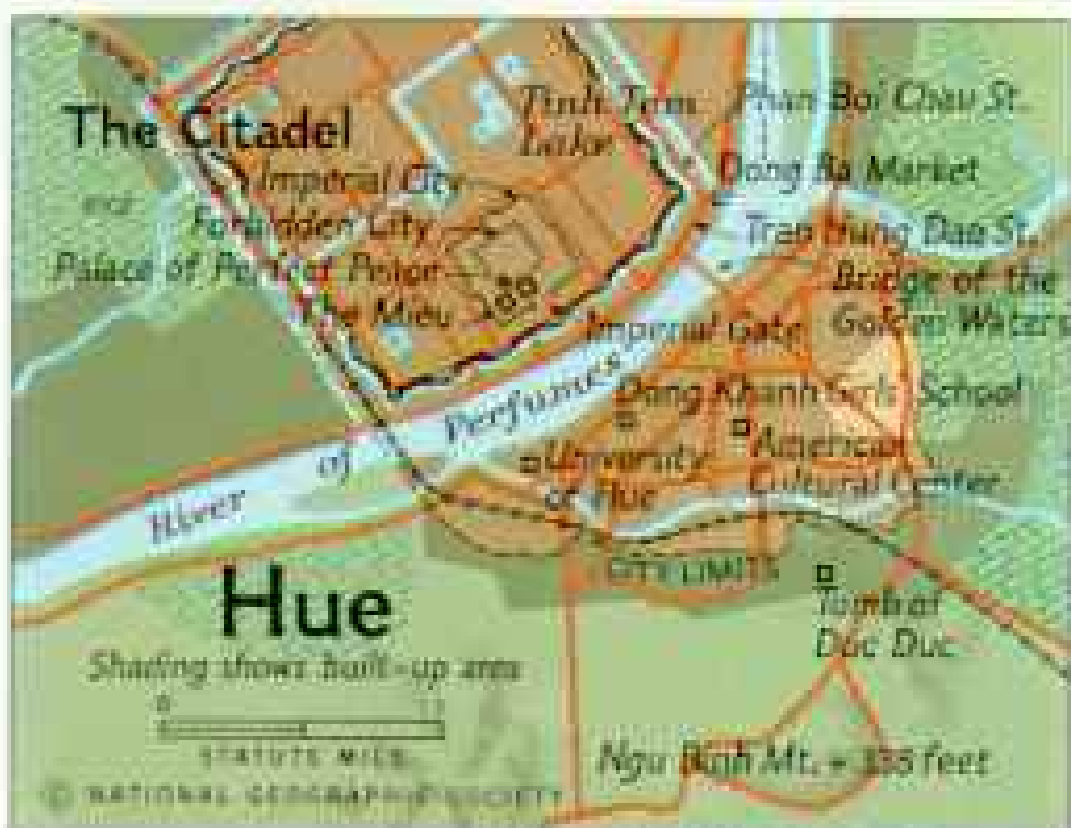 Tinh Tam
Lake
Phan Boi Chau St.
The Citadel
Dong Ba Market
Imperial City
Forbidden City
Tran Hung Dao St.
Palace of Perfect Peace
Bridge of the
Golden Waters
The Mieu
Imperial Gate
Dong Khanh Girls School
River of Perfumes
American
Cultural Center
University
of Hue
CITY LIMITS
Hue
Tomb of
Duc Duc
Shading shows built-up area
0
STATUTE MILE
Ngu Binh Mt. + 335 feet
© NATIONAL GEOGRAPHIC SOCIETY